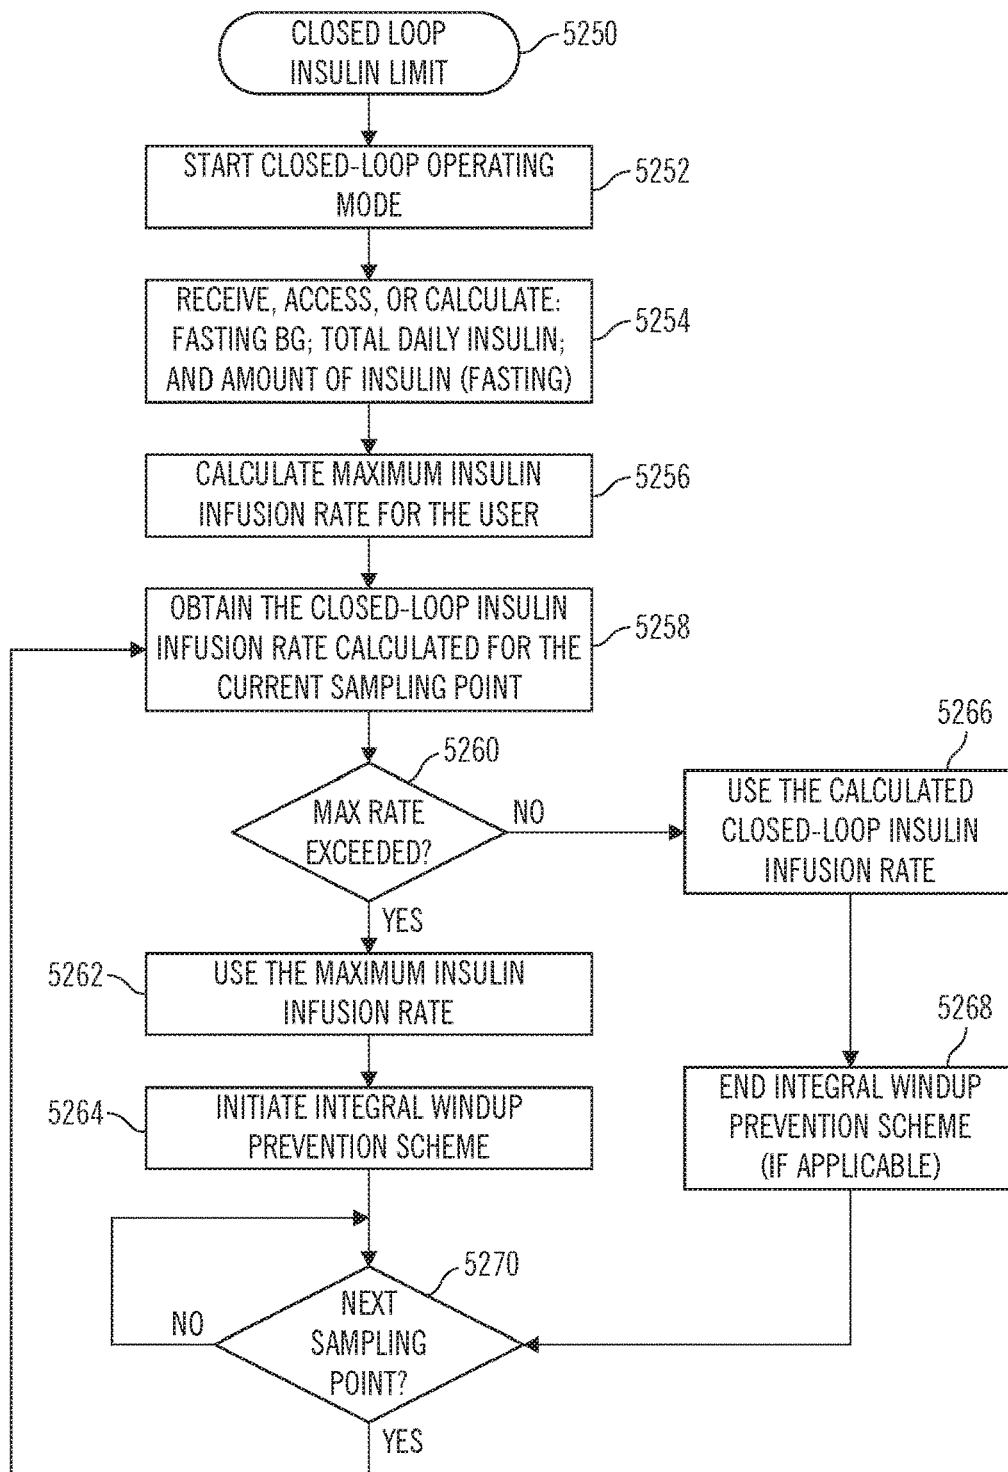 CLOSED LOOP
INSULIN LIMIT
5250
START CLOSED-LOOP OPERATING
MODE
5252
RECEIVE, ACCESS, OR CALCULATE:
FASTING BG; TOTAL DAILY INSULIN;
AND AMOUNT OF INSULIN (FASTING)
5254
CALCULATE MAXIMUM INSULIN
INFUSION RATE FOR THE USER
5256
OBTAIN THE CLOSED-LOOP INSULIN
INFUSION RATE CALCULATED FOR THE
CURRENT SAMPLING POINT
5258
5260
MAX RATE
EXCEEDED?
NO
YES
5266
USE THE CALCULATED
CLOSED-LOOP INSULIN
INFUSION RATE
5262
USE THE MAXIMUM INSULIN
INFUSION RATE
5264
INITIATE INTEGRAL WINDUP
PREVENTION SCHEME
5268
END INTEGRAL WINDUP
PREVENTION SCHEME
(IF APPLICABLE)
5270
NEXT
SAMPLING
POINT?
NO
YES